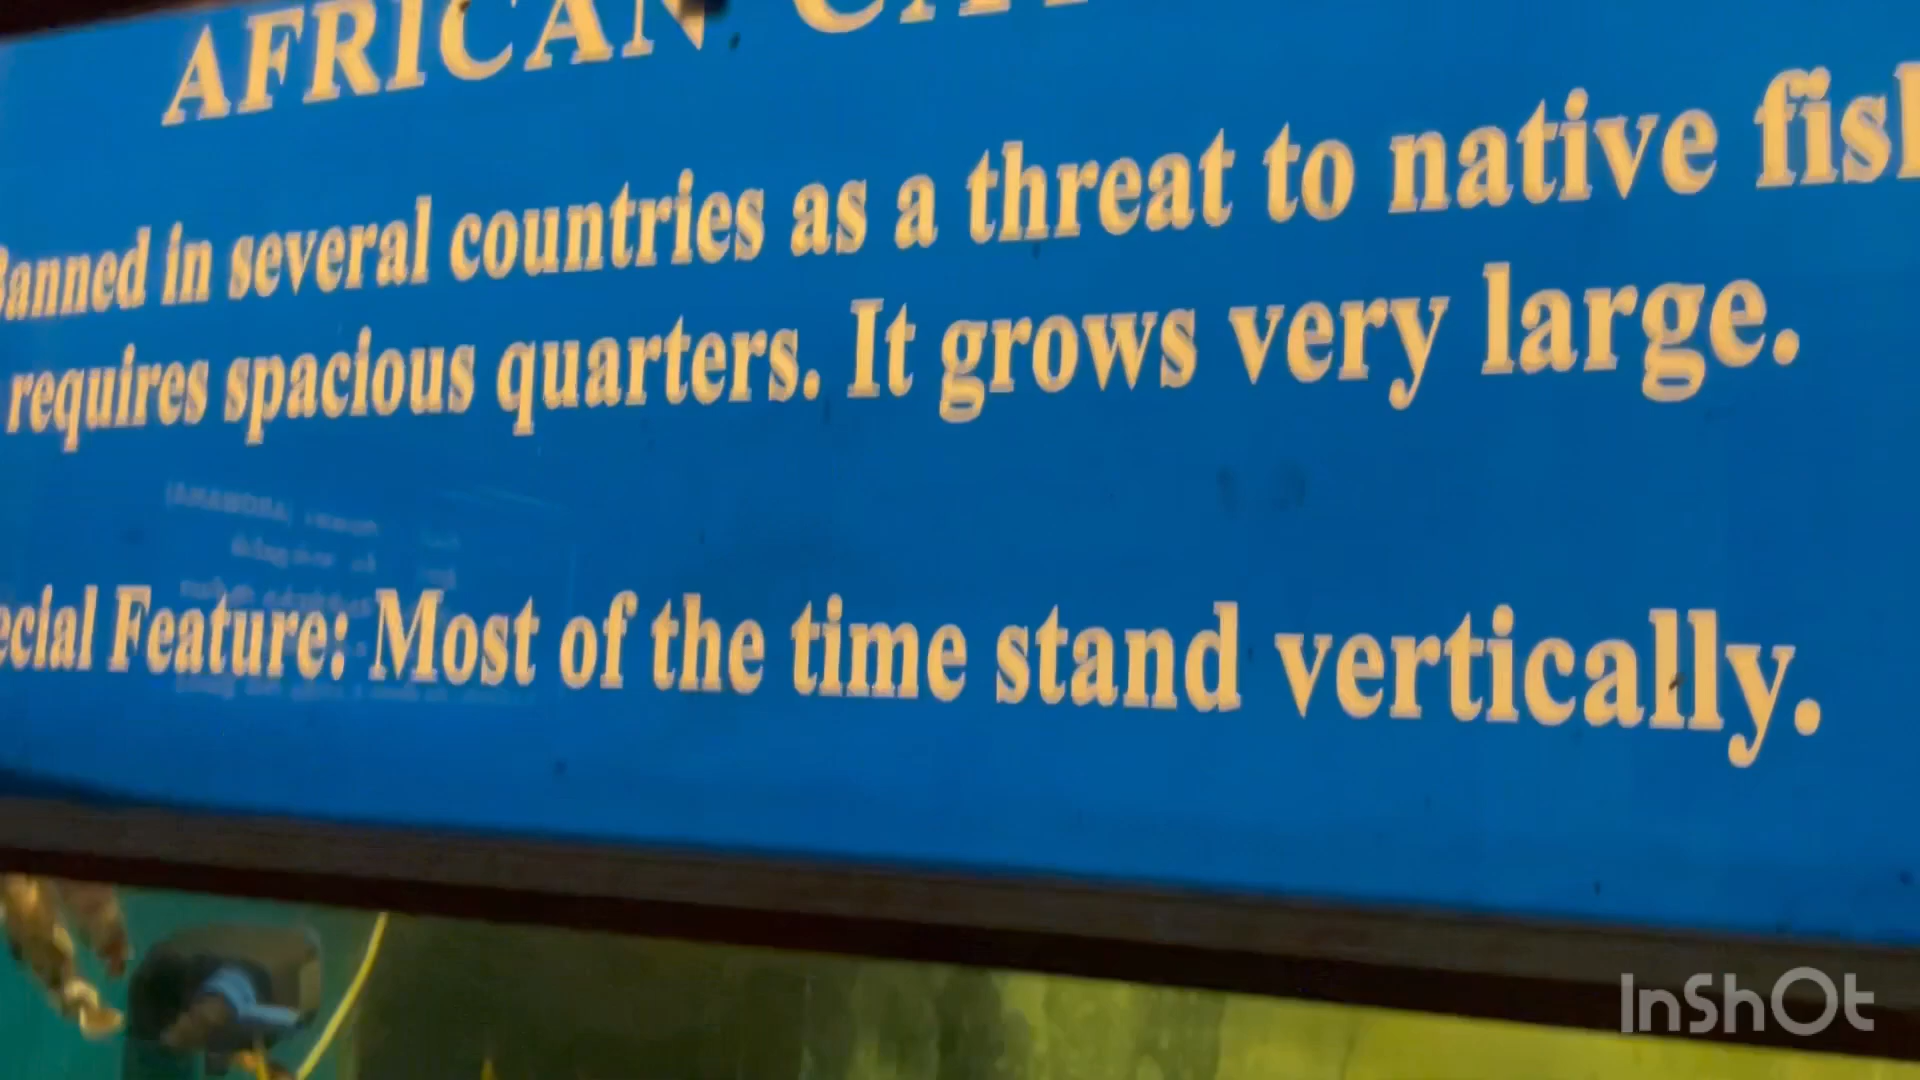 AFRICAN CAT
Banned in several countries as a threat to native fish
requires spacious quarters. It grows very large.
ecial Feature: Most of the time stand vertically.
InShOt